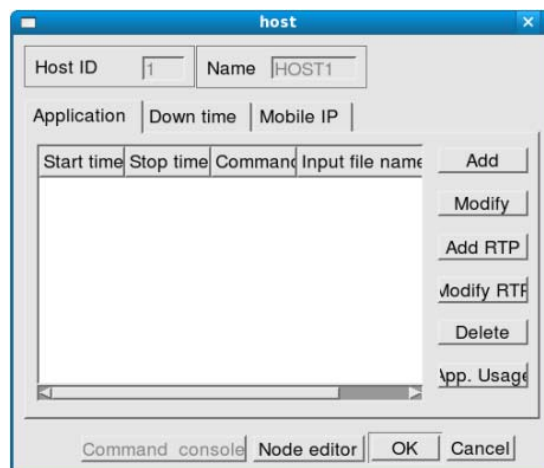 host
Host ID 1 Name HOST1
Application Down time Mobile IP
Start time Stop time Command Input file name Add
Modify
Add RTP
Modify RTP
Delete
App. Usage
Command console Node editor OK Cancel